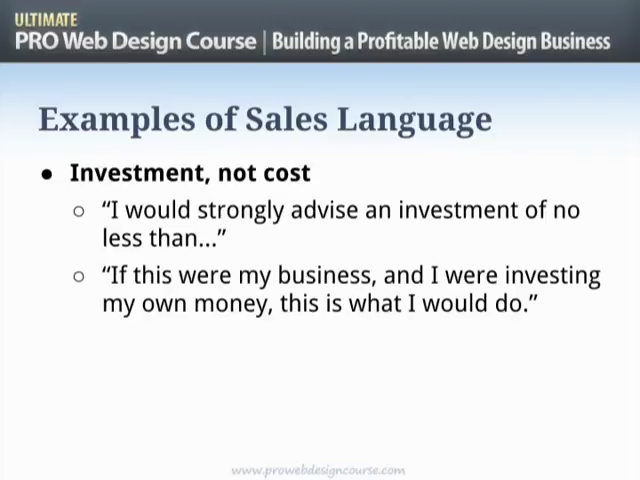 ULTIMATE
PRO Web Design Course | Building a Profitable Web Design Business
Examples of Sales Language
● Investment, not cost
○ “I would strongly advise an investment of no
less than...”
○ “If this were my business, and I were investing
my own money, this is what I would do.”
www.prowebdesigncourse.com